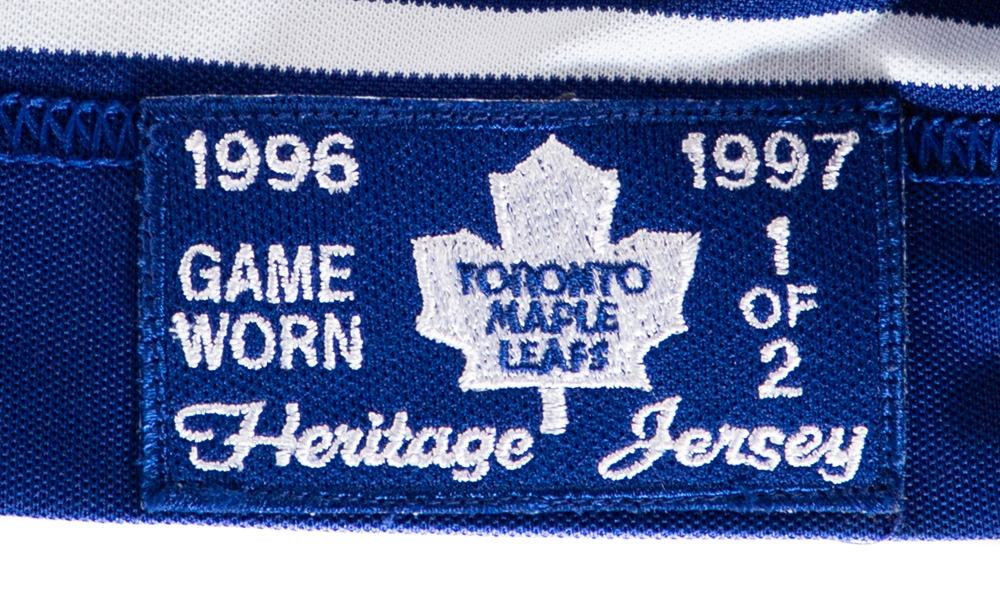 1996
1997
GAME
WORN
TORONTO
MAPLE
LEAFS
1
OF
2
Heritage Jersey